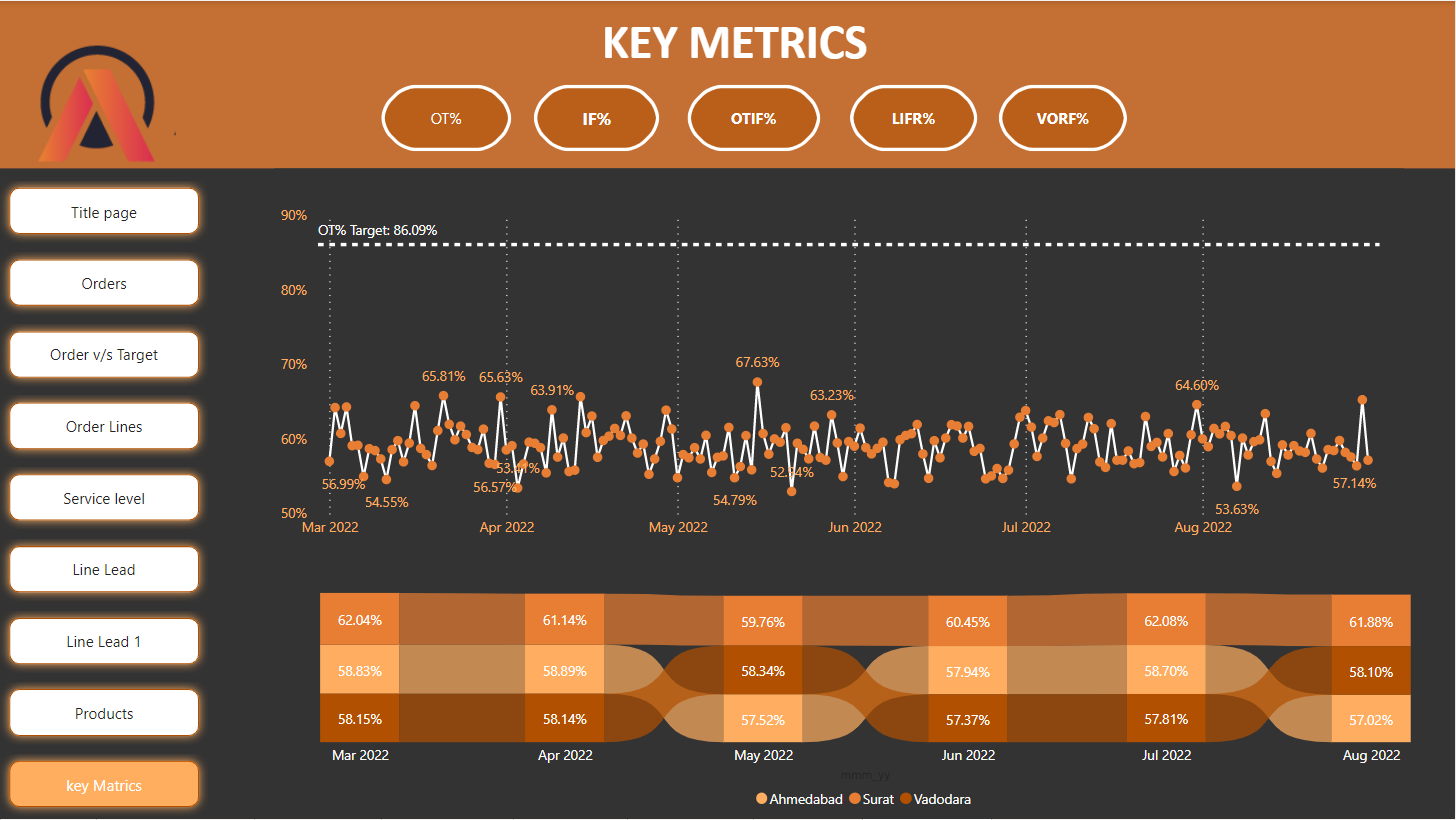 KEY METRICS
OT%
IF%
OTIF%
LIFR%
VORF%
Title page
Orders
Order v/s Target
Order Lines
Service level
Line Lead
Line Lead 1
Products
key Matrics
90%
OT% Target: 86.09%
80%
70%
60%
50%
65.81%
65.63%
63.91%
67.63%
63.23%
64.60%
56.99%
54.55%
56.57%
53.41%
54.79%
52.94%
53.63%
57.14%
Mar 2022
Apr 2022
May 2022
Jun 2022
Jul 2022
Aug 2022
62.04%
61.14%
59.76%
60.45%
62.08%
61.88%
58.83%
58.89%
58.34%
57.94%
58.70%
58.10%
58.15%
58.14%
57.52%
57.37%
57.81%
57.02%
Mar 2022
Apr 2022
May 2022
Jun 2022
Jul 2022
Aug 2022
mmm_yy
Ahmedabad
Surat
Vadodara